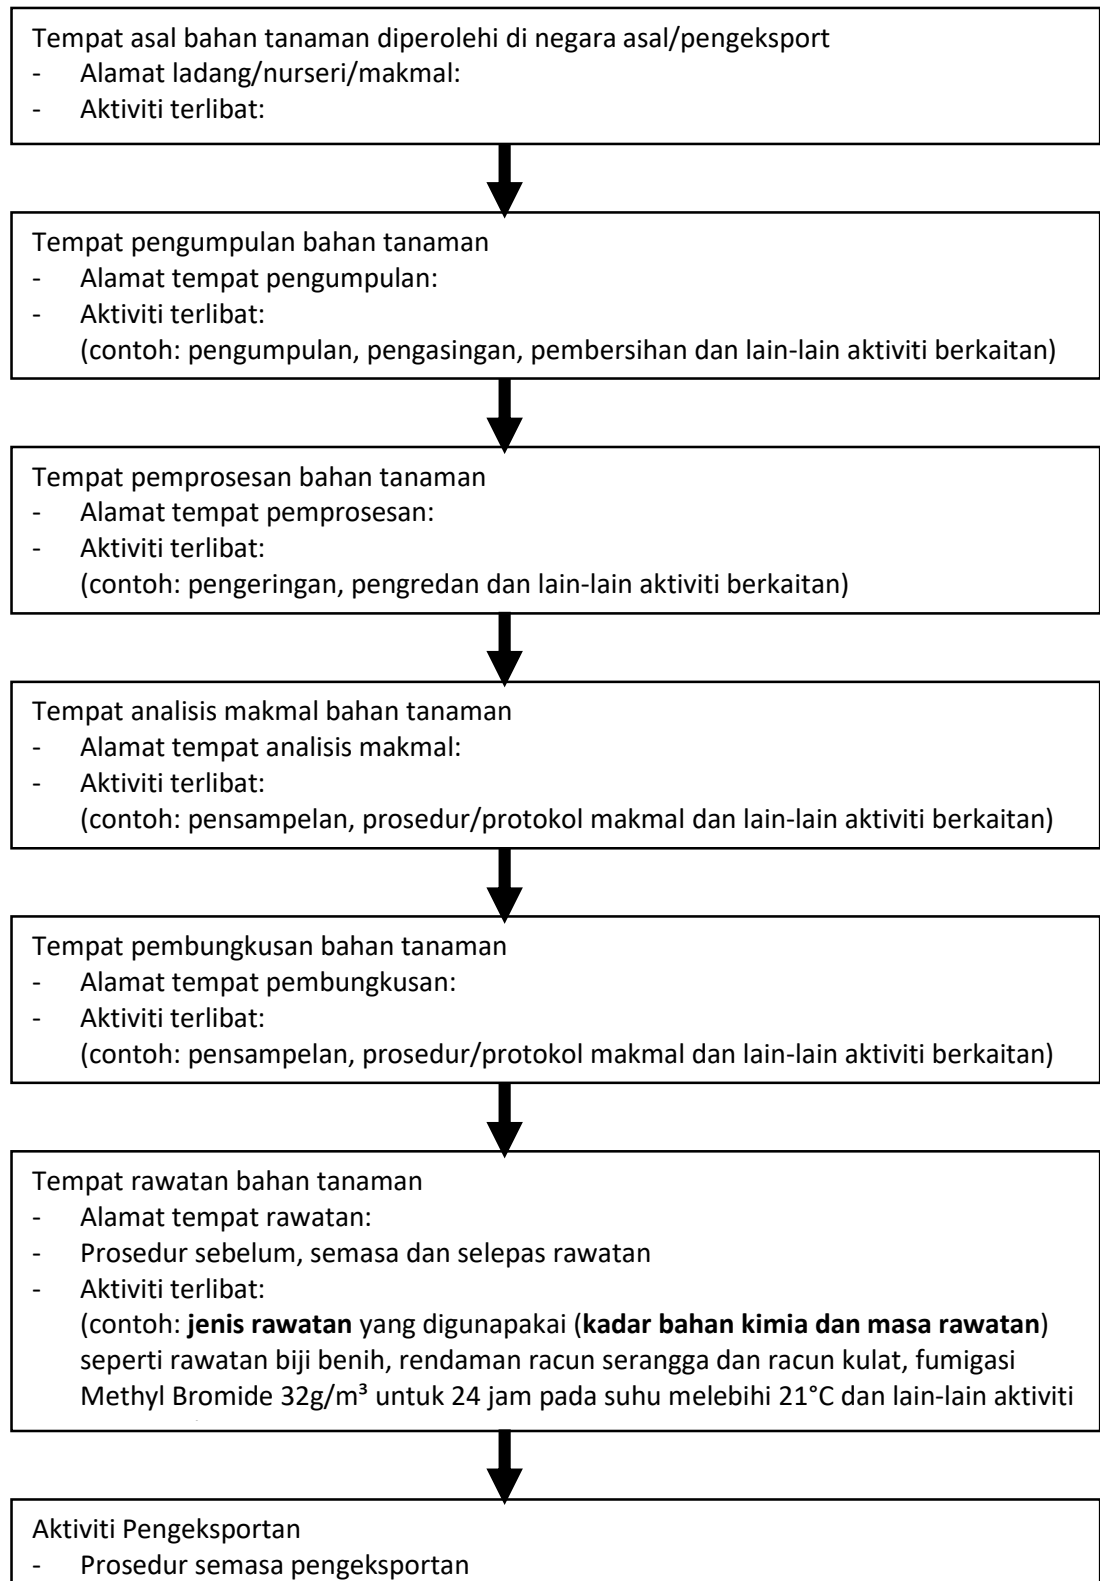 Tempat asal bahan tanaman diperolehi di negara asal/pengeksport
- Alamat ladang/nurseri/makmal:
- Aktiviti terlibat:
Tempat pengumpulan bahan tanaman
- Alamat tempat pengumpulan:
- Aktiviti terlibat:
(contoh: pengumpulan, pengasingan, pembersihan dan lain-lain aktiviti berkaitan)
Tempat pemprosesan bahan tanaman
- Alamat tempat pemprosesan:
- Aktiviti terlibat:
(contoh: pengeringan, pengredan dan lain-lain aktiviti berkaitan)
Tempat analisis makmal bahan tanaman
- Alamat tempat analisis makmal:
- Aktiviti terlibat:
(contoh: pensampelan, prosedur/protokol makmal dan lain-lain aktiviti berkaitan)
Tempat pembungkusan bahan tanaman
- Alamat tempat pembungkusan:
- Aktiviti terlibat:
(contoh: pensampelan, prosedur/protokol makmal dan lain-lain aktiviti berkaitan)
Tempat rawatan bahan tanaman
- Alamat tempat rawatan:
- Prosedur sebelum, semasa dan selepas rawatan
- Aktiviti terlibat:
(contoh: jenis rawatan yang digunapakai (kadar bahan kimia dan masa rawatan)
seperti rawatan biji benih, rendaman racun serangga dan racun kulat, fumigasi
Methyl Bromide 32g/m³ untuk 24 jam pada suhu melebihi 21°C dan lain-lain aktiviti
Aktiviti Pengeksportan
- Prosedur semasa pengeksportan